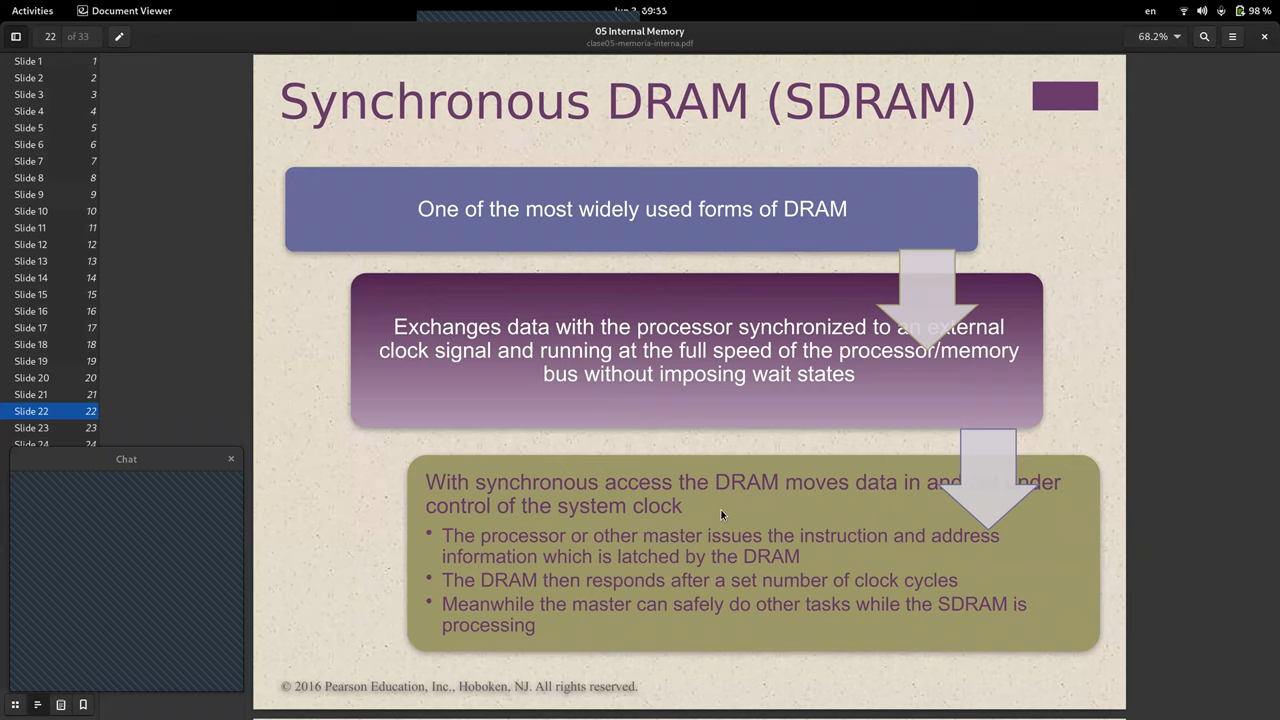 Activities Document Viewer 09:33 en 98 %
22 of 33
05 Internal Memory
clase05-memoria-interna.pdf
68.2%
Slide 1 1
Slide 2 2
Slide 3 3
Slide 4 4
Slide 5 5
Slide 6 6
Slide 7 7
Slide 8 8
Slide 9 9
Slide 10 10
Slide 11 11
Slide 12 12
Slide 13 13
Slide 14 14
Slide 15 15
Slide 16 16
Slide 17 17
Slide 18 18
Slide 19 19
Slide 20 20
Slide 21 21
Slide 22 22
Slide 23 23
Slide 24 24
Chat
Synchronous DRAM (SDRAM)
One of the most widely used forms of DRAM
Exchanges data with the processor synchronized to an external
clock signal and running at the full speed of the processor/memory
bus without imposing wait states
With synchronous access the DRAM moves data in and out under
control of the system clock
• The processor or other master issues the instruction and address
information which is latched by the DRAM
• The DRAM then responds after a set number of clock cycles
• Meanwhile the master can safely do other tasks while the SDRAM is
processing
© 2016 Pearson Education, Inc., Hoboken, NJ. All rights reserved.